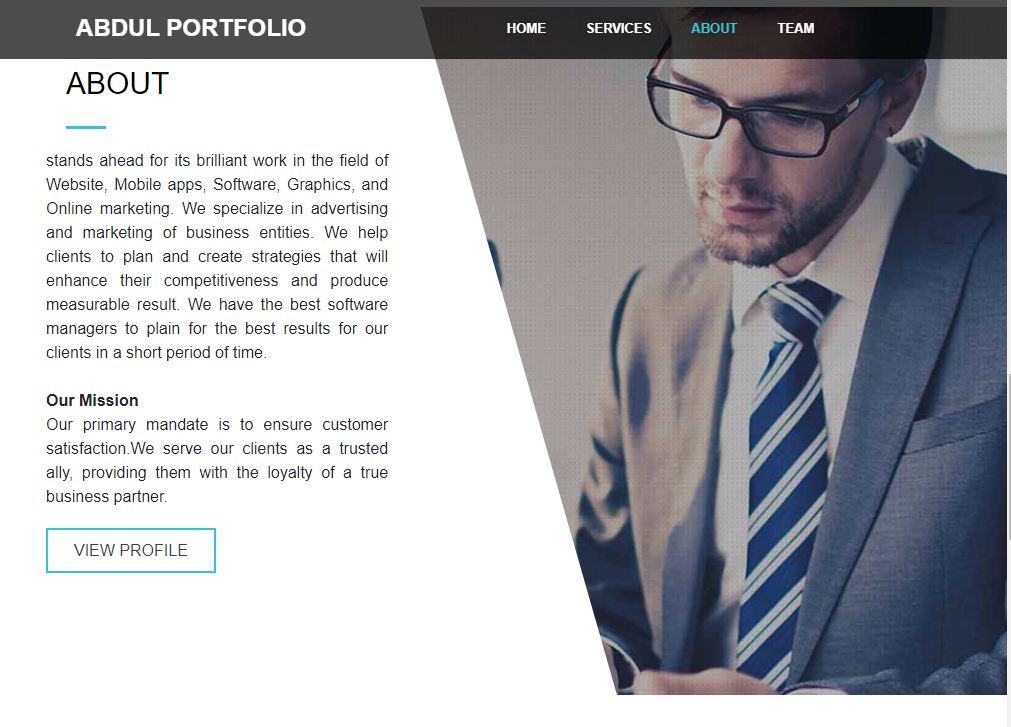 ABDUL PORTFOLIO
HOME SERVICES ABOUT TEAM
ABOUT
stands ahead for its brilliant work in the field of
Website, Mobile apps, Software, Graphics, and
Online marketing. We specialize in advertising
and marketing of business entities. We help
clients to plan and create strategies that will
enhance their competitiveness and produce
measurable result. We have the best software
managers to plain for the best results for our
clients in a short period of time.
Our Mission
Our primary mandate is to ensure customer
satisfaction.We serve our clients as a trusted
ally, providing them with the loyalty of a true
business partner.
VIEW PROFILE